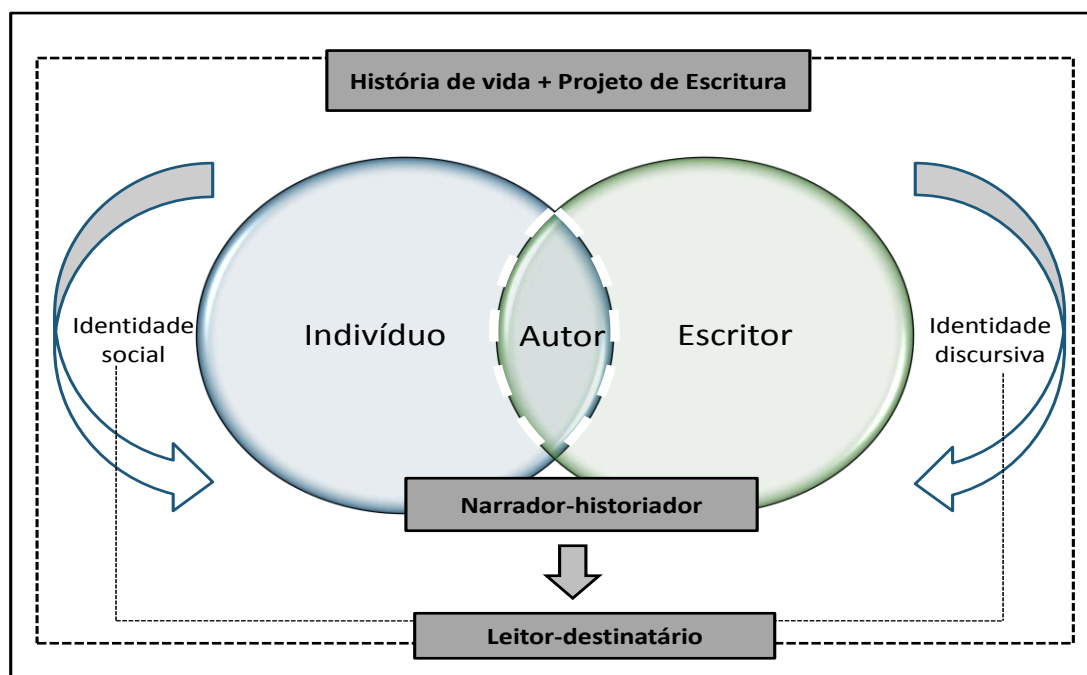 História de vida + Projeto de Escritura
Identidade
social
Indivíduo
Autor
Escritor
Identidade
discursiva
Narrador-historiador
Leitor-destinatário